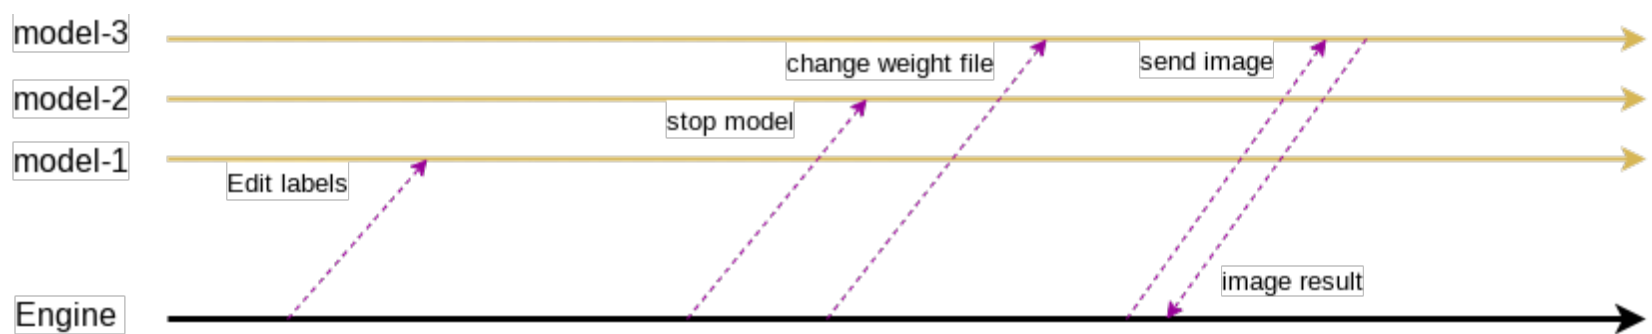 model-3
change weight file
send image
model-2
stop model
model-1
Edit labels
image result
Engine